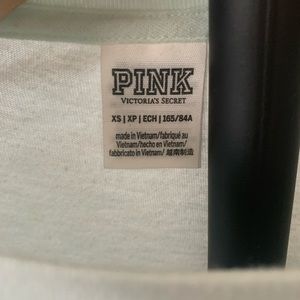 PINK
VICTORIA'S SECRET
XS | XP | ECH | 165/84A
made in Vietnam/fabriqué au
Vietnam/hecho en Vietnam/
fabbricato in Vietnam/ 越南制造